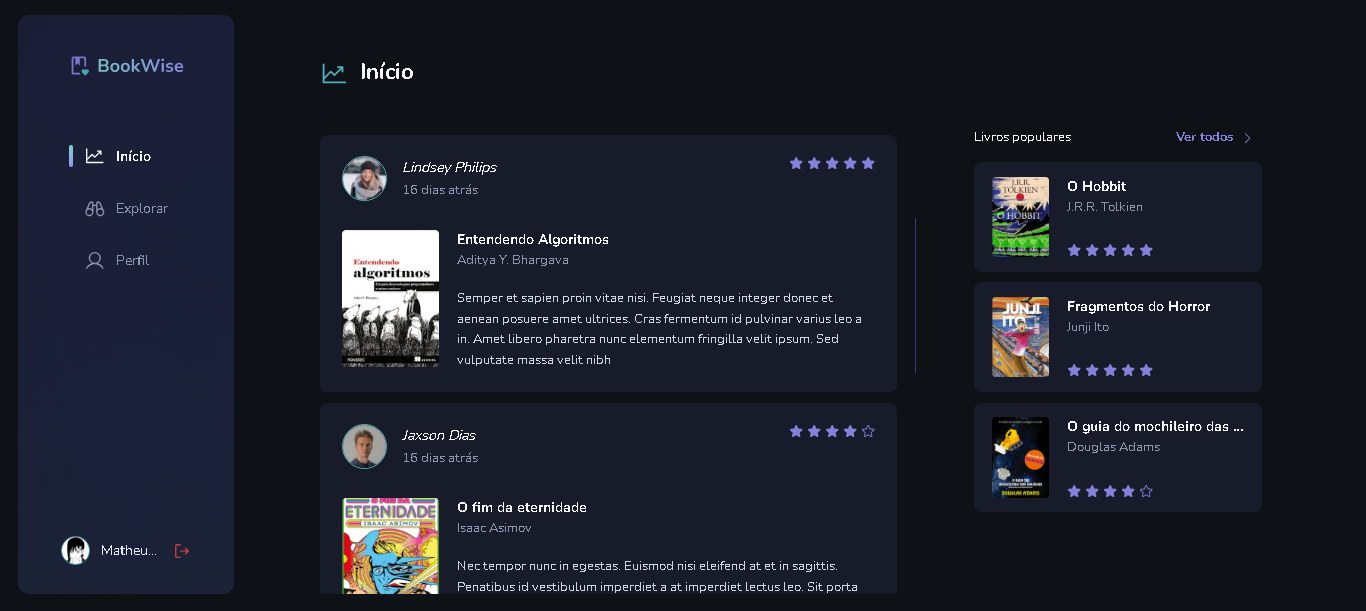 BookWise
Início
Explorar
Perfil
Matheu...
Início
Lindsey Philips
16 dias atrás
Entendendo
algoritmos
Entendendo Algoritmos
Aditya Y. Bhargava
Semper et sapien proin vitae nisi. Feugiat neque integer donec et
aenean posuere amet ultrices. Cras fermentum id pulvinar varius leo a
in. Amet libero pharetra nunc elementum fringilla velit ipsum. Sed
vulputate massa velit nibh
Jaxson Dias
16 dias atrás
O FIM DA
ETERNIDADE
ISAAC ASIMOV
O fim da eternidade
Isaac Asimov
Nec tempor nunc in egestas. Euismod nisi eleifend at et in sagittis.
Penatibus id vestibulum imperdiet a at imperdiet lectus leo. Sit porta
Livros populares
Ver todos
J.R.R.
TOLKIEN
O HOBBIT
O Hobbit
J.R.R. Tolkien
JUNJI
ITO
Fragmentos do Horror
Junji Ito
DOUGLAS ADAMS
O guia do mochileiro das ...
Douglas Adams